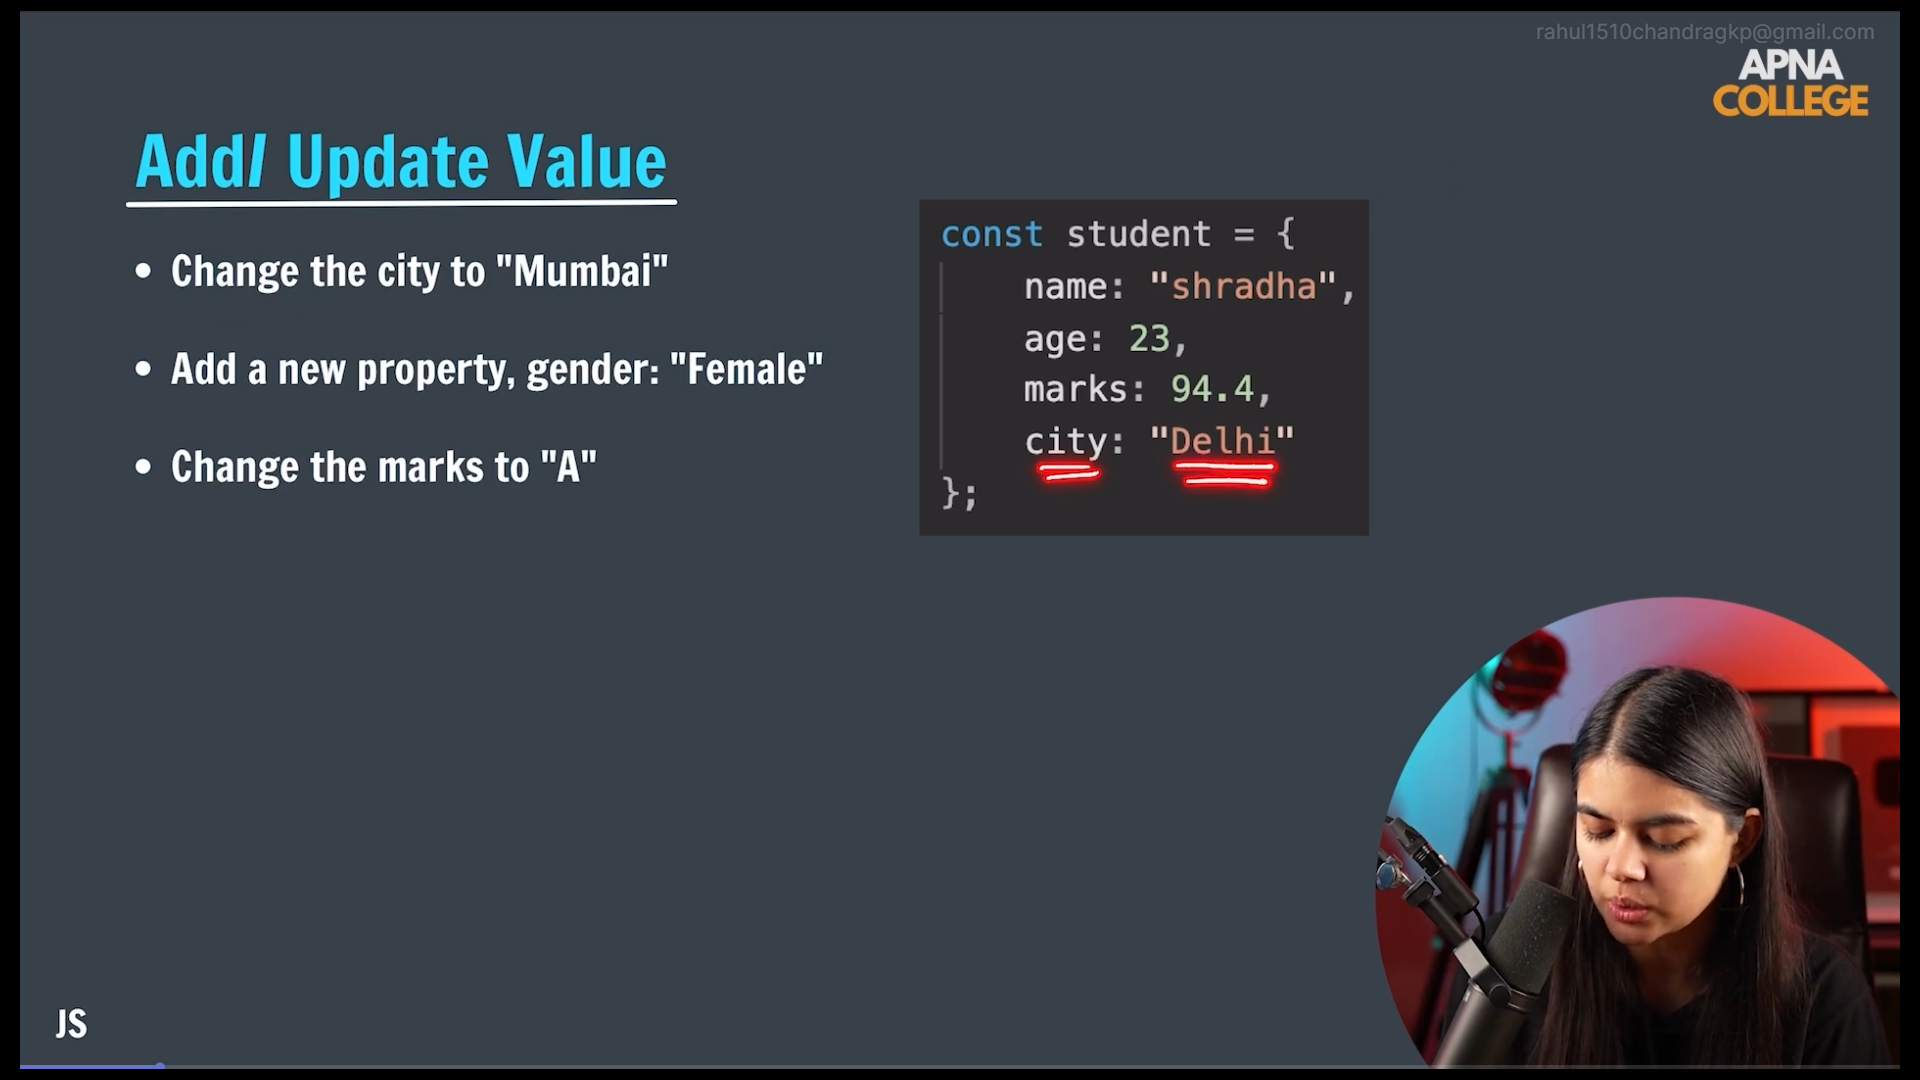 rahul1510chandragkp@gmail.com
APNA
COLLEGE
Add/ Update Value
• Change the city to "Mumbai"
• Add a new property, gender: "Female"
• Change the marks to "A"
const student = {
name: "shradha",
age: 23,
marks: 94.4,
city: "Delhi"
};
JS